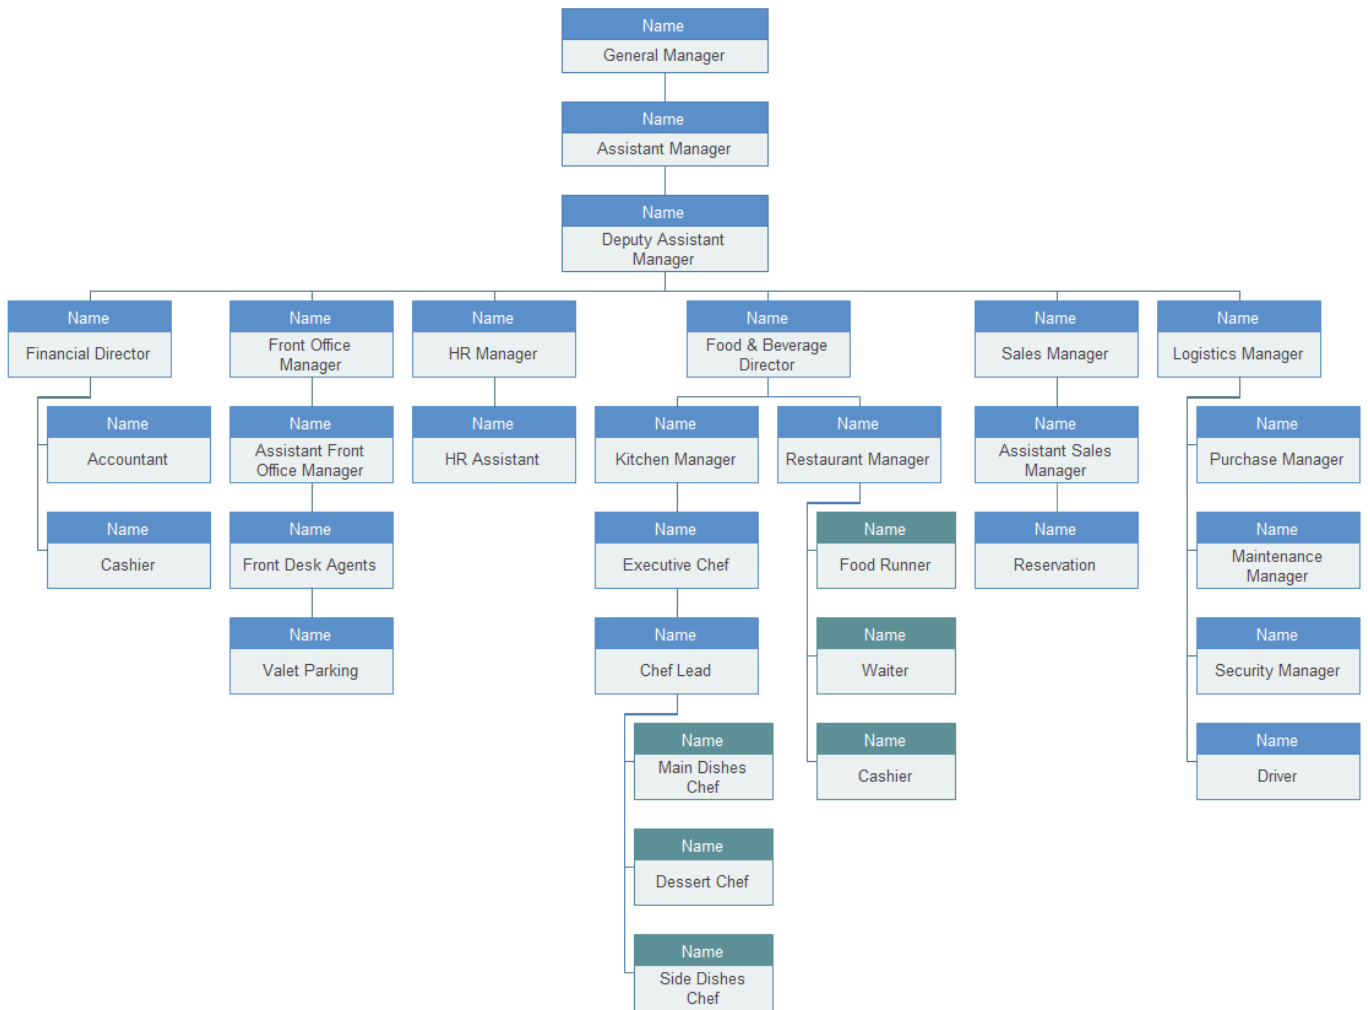 Name
General Manager
Name
Assistant Manager
Name
Deputy Assistant
Manager
Name
Financial Director
Name
Front Office
Manager
Name
HR Manager
Name
Food & Beverage
Director
Name
Sales Manager
Name
Logistics Manager
Name
Accountant
Name
Assistant Front
Office Manager
Name
HR Assistant
Name
Kitchen Manager
Name
Restaurant Manager
Name
Assistant Sales
Manager
Name
Purchase Manager
Name
Cashier
Name
Front Desk Agents
Name
Executive Chef
Name
Food Runner
Name
Reservation
Name
Maintenance
Manager
Name
Valet Parking
Name
Chef Lead
Name
Waiter
Name
Security Manager
Name
Main Dishes
Chef
Name
Cashier
Name
Driver
Name
Dessert Chef
Name
Side Dishes
Chef